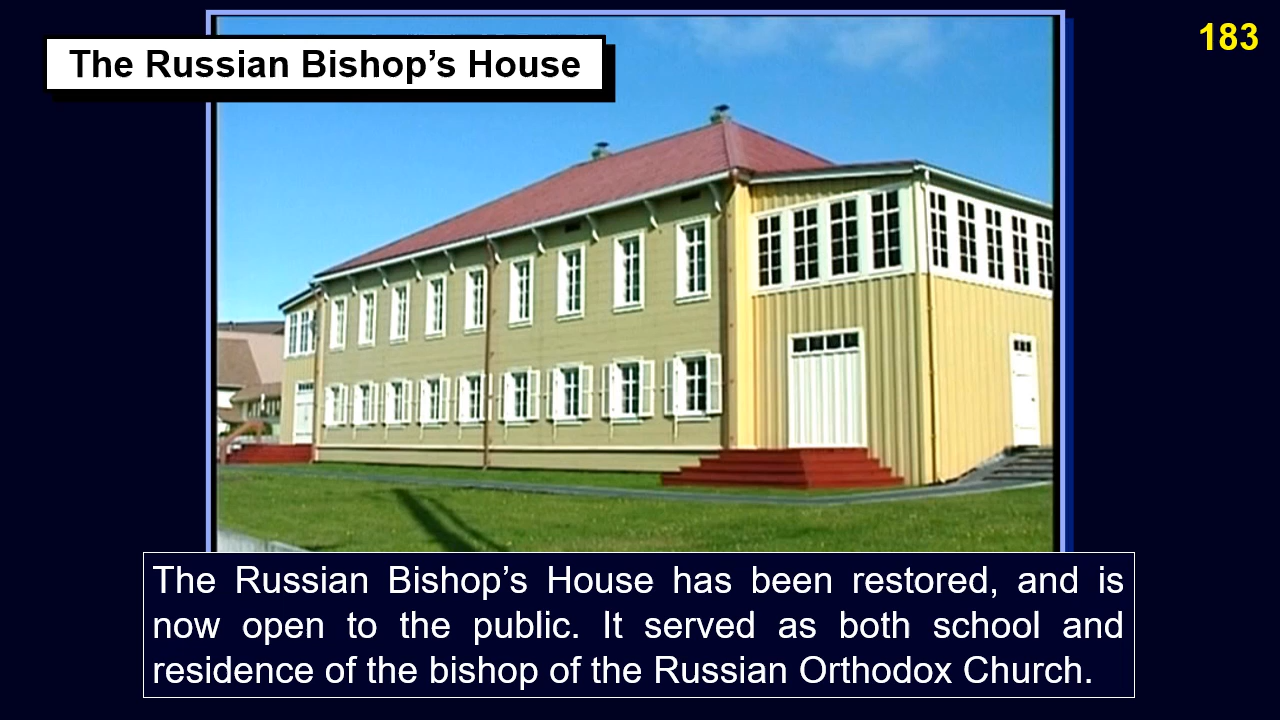 The Russian Bishop’s House
183
The Russian Bishop’s House has been restored, and is
now open to the public. It served as both school and
residence of the bishop of the Russian Orthodox Church.